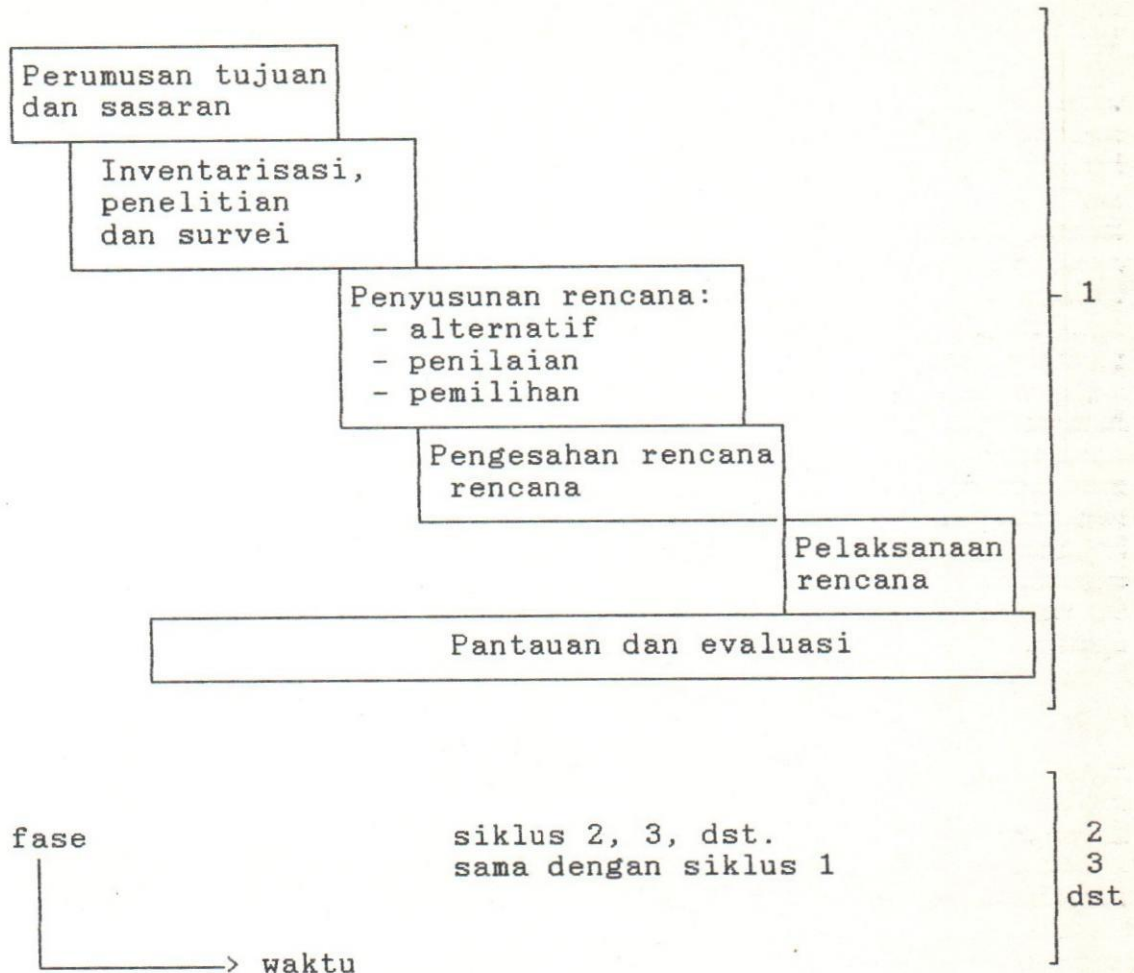 Perumusan tujuan
dan sasaran
Inventarisasi,
penelitian
dan survei
Penyusunan rencana:
- alternatif
- penilaian
- pemilihan
1
Pengesahan rencana
rencana
Pelaksanaan
rencana
Pantauan dan evaluasi
fase
siklus 2, 3, dst.
sama dengan siklus 1
2
3
dst
waktu